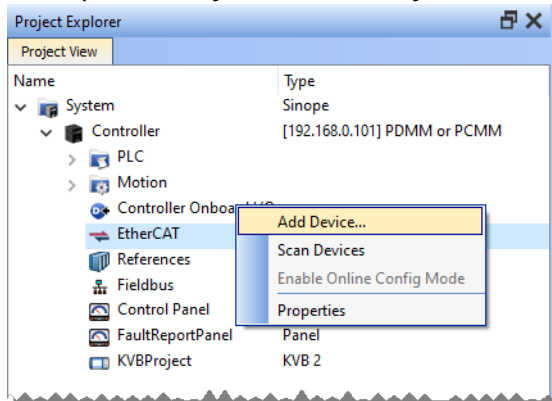 Project Explorer
Project View
Name Type
System Sinope
Controller [192.168.0.101] PDMM or PCMM
PLC
Motion
Controller Onboard
EtherCAT
Add Device...
References
Scan Devices
Fieldbus
Enable Online Config Mode
Control Panel
Properties
FaultReportPanel Panel
KVBProject KVB 2